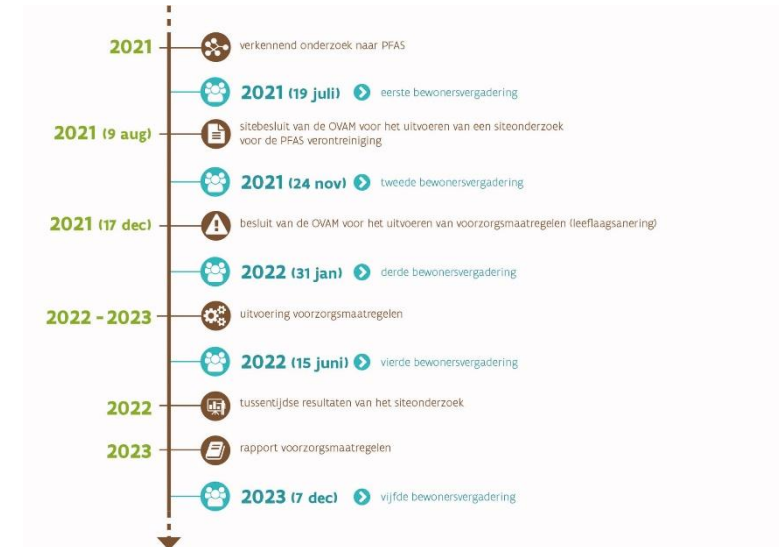 2021 verkennend onderzoek naar PFAS
2021 (19 juli) eerste bewonersvergadering
2021 (9 aug) sitebesluit van de OVAM voor het uitvoeren van een siteonderzoek
voor de PFAS verontreiniging
2021 (24 nov) tweede bewonersvergadering
2021 (17 dec) besluit van de OVAM voor het uitvoeren van voorzorgsmaatregelen (leeflaagsanering)
2022 (31 jan) derde bewonersvergadering
2022 - 2023 uitvoering voorzorgsmaatregelen
2022 (15 juni) vierde bewonersvergadering
2022 tussentijdse resultaten van het siteonderzoek
2023 rapport voorzorgsmaatregelen
2023 (7 dec) vijfde bewonersvergadering